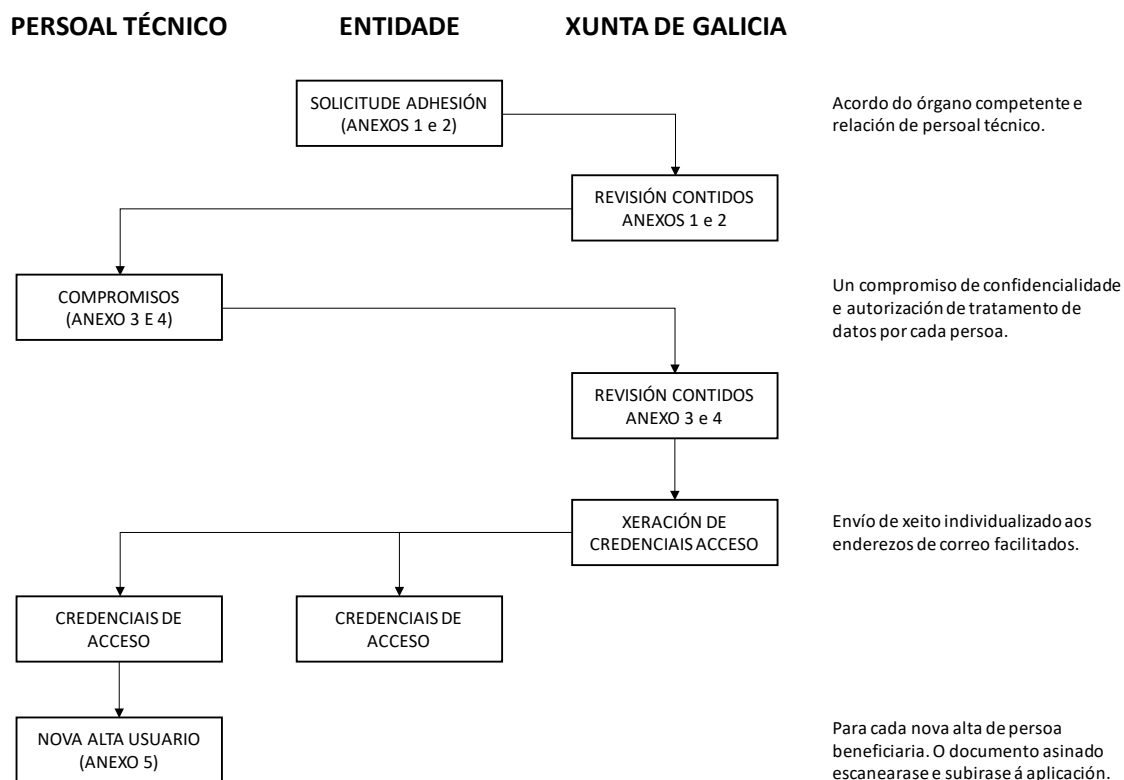 PERSOAL TÉCNICO ENTIDADE XUNTA DE GALICIA
SOLICITUDE ADHESIÓN
(ANEXOS 1 e 2)
Acordo do órgano competente e
relación de persoal técnico.
REVISIÓN CONTIDOS
ANEXOS 1 e 2
COMPROMISOS
(ANEXO 3 E 4)
Un compromiso de confidencialidade
e autorización de tratamento de
datos por cada persoa.
REVISIÓN CONTIDOS
ANEXO 3 e 4
XERACIÓN DE
CREDENCIAIS ACCESO
Envío de xeito individualizado aos
enderezos de correo facilitados.
CREDENCIAIS DE
ACCESO
CREDENCIAIS DE
ACCESO
NOVA ALTA USUARIO
(ANEXO 5)
Para cada nova alta de persoa
beneficiaria. O documento asinado
escanearase e subirase á aplicación.